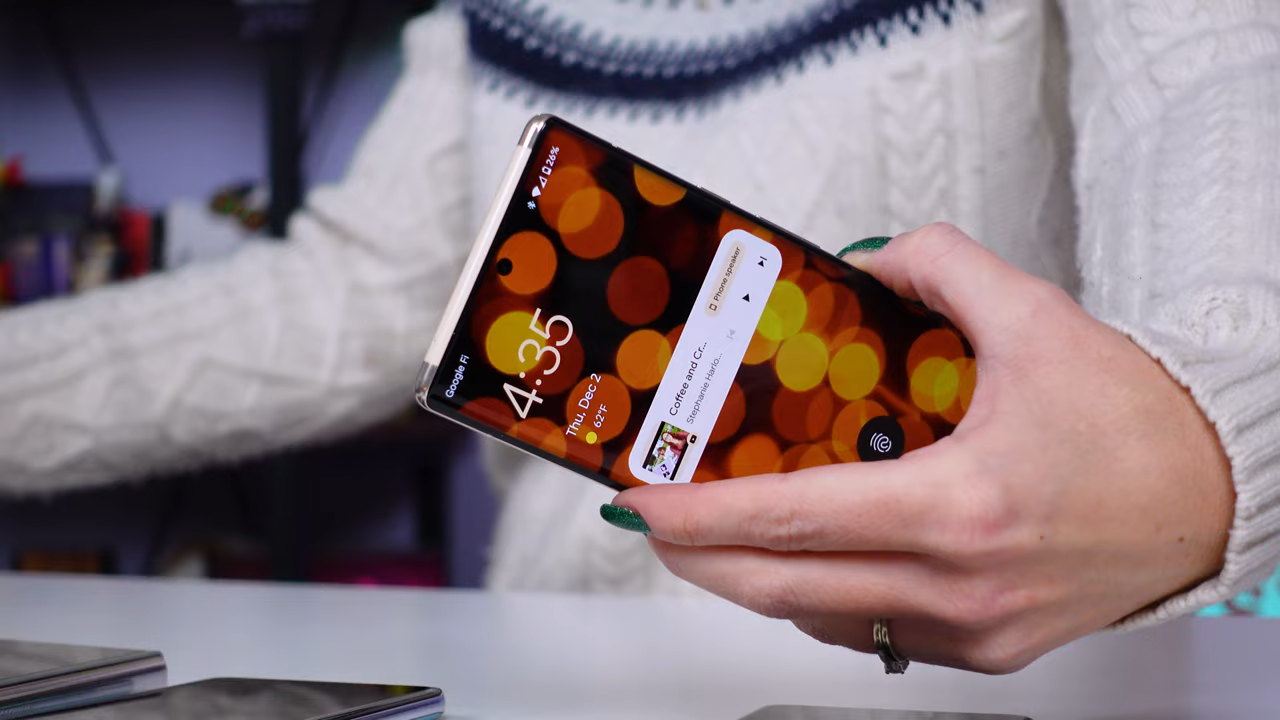 Google Fi
26%
4:35
Thu, Dec 2
62°F
Coffee and Cr...
Stephanie Harlo...
Phone speaker